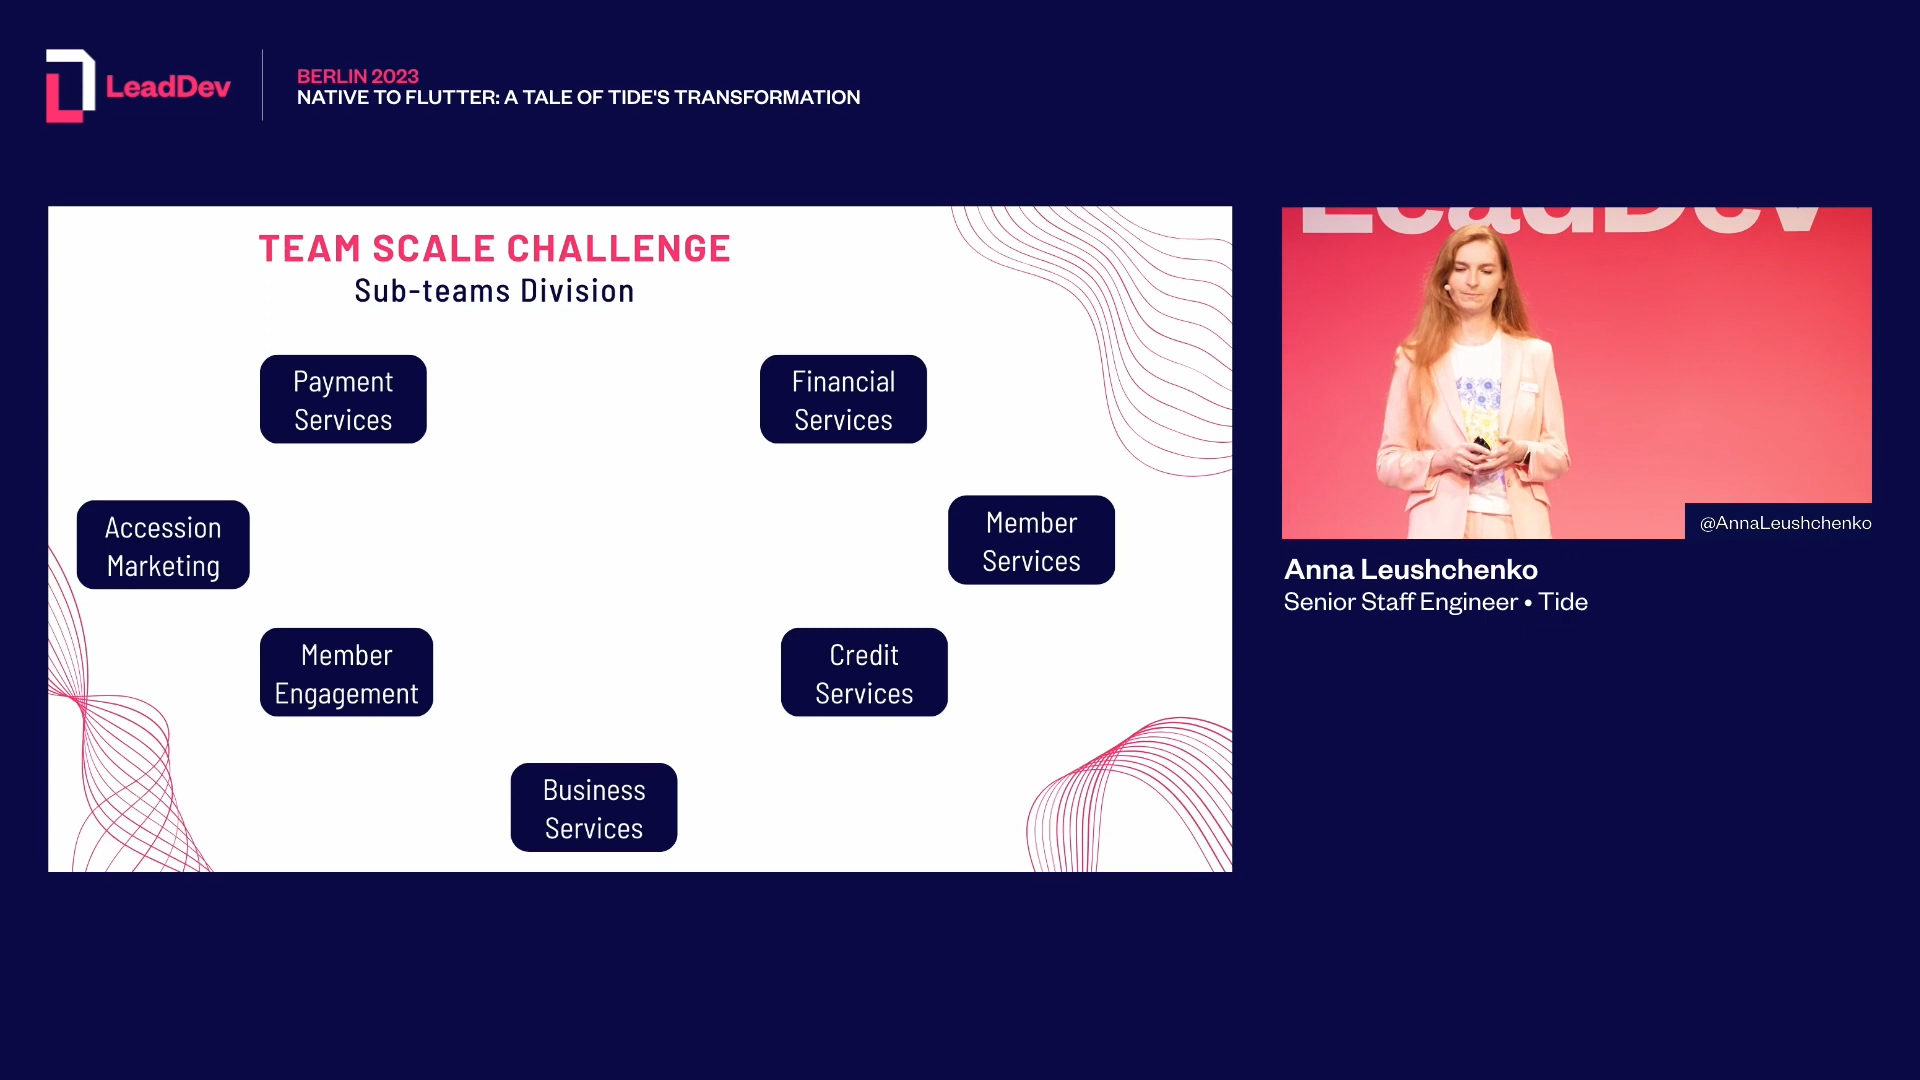 LeadDev
BERLIN 2023
NATIVE TO FLUTTER: A TALE OF TIDE'S TRANSFORMATION
TEAM SCALE CHALLENGE
Sub-teams Division
Payment
Services
Financial
Services
Accession
Marketing
Member
Services
Member
Engagement
Credit
Services
Business
Services
LeadDev
@AnnaLeushchenko
Anna Leushchenko
Senior Staff Engineer • Tide